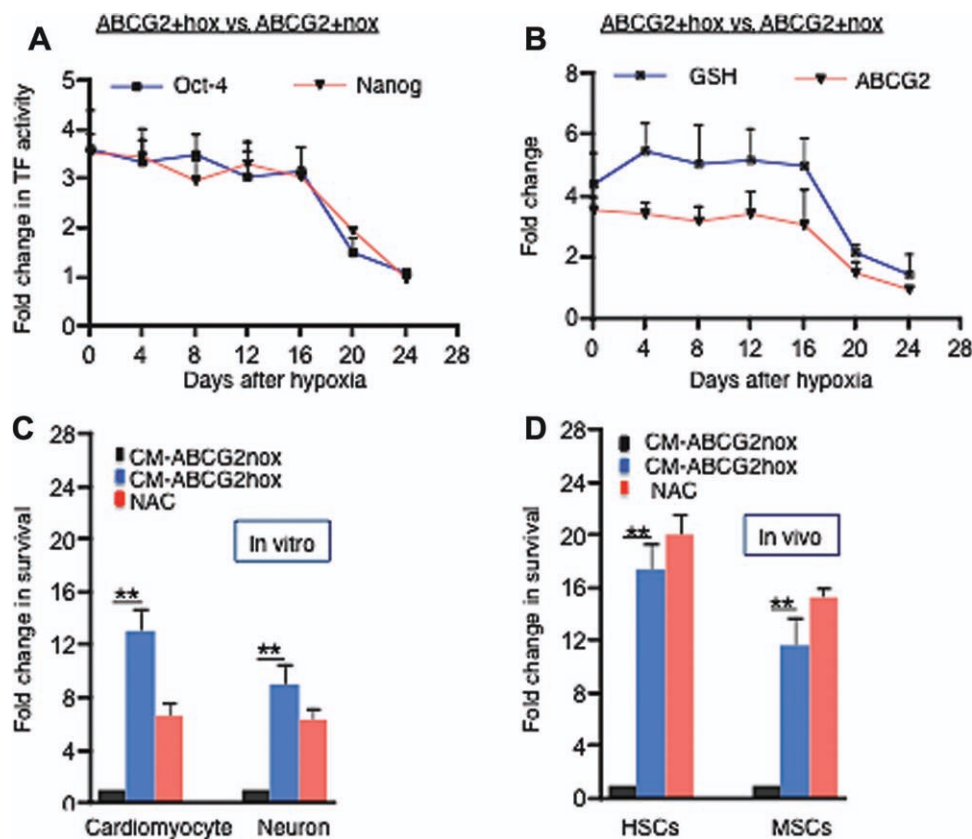 A
ABCG2+hox vs. ABCG2+nox
Oct-4
Nanog
Fold change in TF activity
5
4
3
2
1
0
0 4 8 12 16 20 24 28
Days after hypoxia
B
ABCG2+hox vs. ABCG2+nox
GSH
ABCG2
Fold change
8
6
4
2
0
0 4 8 12 16 20 24 28
Days after hypoxia
C
CM-ABCG2nox
CM-ABCG2hox
NAC
In vitro
Fold change in survival
28
24
20
16
12
8
4
0
**
**
Cardiomyocyte Neuron
D
CM-ABCG2nox
CM-ABCG2hox
NAC
In vivo
Fold change in survival
28
24
20
16
12
8
4
0
**
**
HSCs MSCs